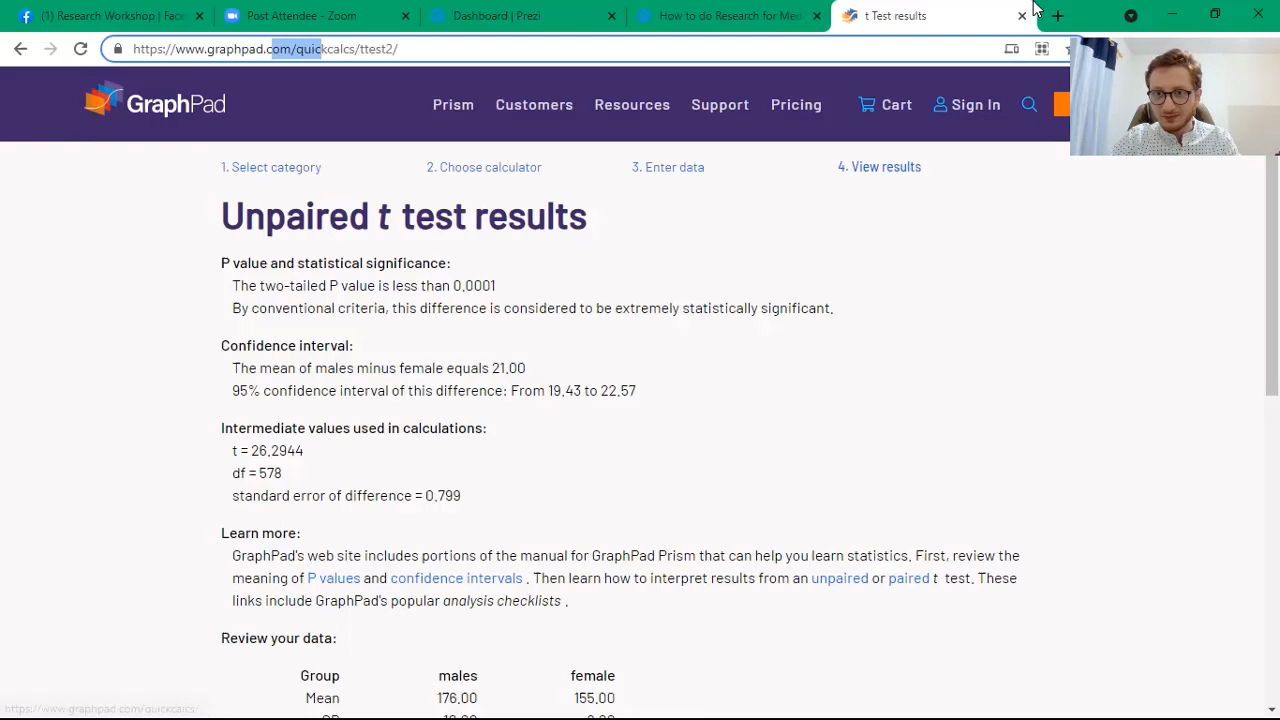 (1) Research Workshop | Fac
Post Attendee - Zoom
Dashboard | Prezi
How to do Research for Med
t Test results
https://www.graphpad.com/quickcalcs/ttest2/
GraphPad
Prism
Customers
Resources
Support
Pricing
Cart
Sign In
1. Select category
2. Choose calculator
3. Enter data
4. View results
Unpaired t test results
P value and statistical significance:
The two-tailed P value is less than 0.0001
By conventional criteria, this difference is considered to be extremely statistically significant.
Confidence interval:
The mean of males minus female equals 21.00
95% confidence interval of this difference: From 19.43 to 22.57
Intermediate values used in calculations:
t = 26.2944
df = 578
standard error of difference = 0.799
Learn more:
GraphPad's web site includes portions of the manual for GraphPad Prism that can help you learn statistics. First, review the
meaning of P values and confidence intervals . Then learn how to interpret results from an unpaired or paired t test. These
links include GraphPad's popular analysis checklists .
Review your data:
Group males female
Mean 176.00 155.00
https://www.graphpad.com/quickcalcs/